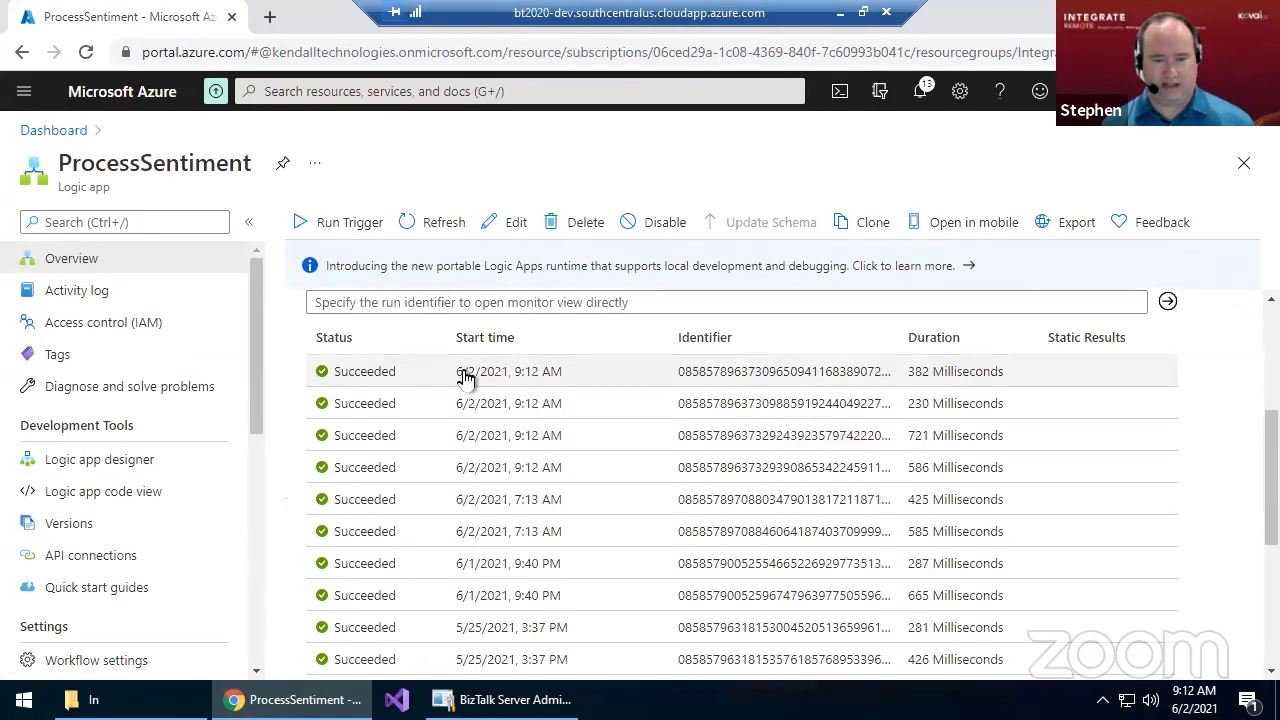 ProcessSentiment - Microsoft Az
bt2020-dev.southcentralus.cloudapp.azure.com
portal.azure.com/#@kendalltechnologies.onmicrosoft.com/resource/subscriptions/06ced29a-1c08-4369-840f-7c60993b041c/resourcegroups/Integr
INTEGRATE
REMOTE
kovai
Stephen
Microsoft Azure
Search resources, services, and docs (G+/)
13
Dashboard
ProcessSentiment
Logic app
Search (Ctrl+/)
Run Trigger Refresh Edit Delete Disable Update Schema Clone Open in mobile Export Feedback
Overview
Activity log
Access control (IAM)
Tags
Diagnose and solve problems
Development Tools
Logic app designer
Logic app code view
Versions
API connections
Quick start guides
Settings
Workflow settings
Introducing the new portable Logic Apps runtime that supports local development and debugging. Click to learn more.
Specify the run identifier to open monitor view directly
Status Start time Identifier Duration Static Results
Succeeded 6/2/2021, 9:12 AM 08585789637309650941168389072... 382 Milliseconds
Succeeded 6/2/2021, 9:12 AM 08585789637309885919244049227... 230 Milliseconds
Succeeded 6/2/2021, 9:12 AM 08585789637329243923579742220... 721 Milliseconds
Succeeded 6/2/2021, 9:12 AM 08585789637329390865342245911... 586 Milliseconds
Succeeded 6/2/2021, 7:13 AM 08585789708803479013817211871... 425 Milliseconds
Succeeded 6/2/2021, 7:13 AM 08585789708846064187403709999... 585 Milliseconds
Succeeded 6/1/2021, 9:40 PM 08585790052554665226929773513... 287 Milliseconds
Succeeded 6/1/2021, 9:40 PM 08585790052596747963977505596... 665 Milliseconds
Succeeded 5/25/2021, 3:37 PM 08585796318153004520513659961... 281 Milliseconds
Succeeded 5/25/2021, 3:37 PM 08585796318153576185768953396... 426 Milliseconds
zoom
In
ProcessSentiment -...
BizTalk Server Admi...
9:12 AM
6/2/2021
1